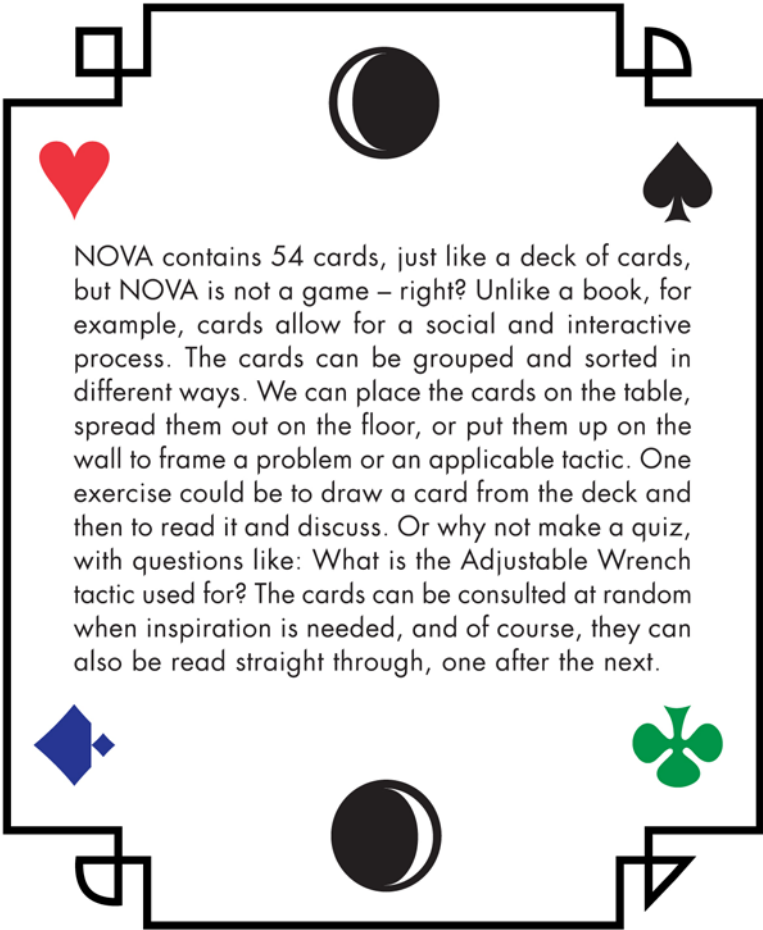 NOVA contains 54 cards, just like a deck of cards,
but NOVA is not a game – right? Unlike a book, for
example, cards allow for a social and interactive
process. The cards can be grouped and sorted in
different ways. We can place the cards on the table,
spread them out on the floor, or put them up on the
wall to frame a problem or an applicable tactic. One
exercise could be to draw a card from the deck and
then to read it and discuss. Or why not make a quiz,
with questions like: What is the Adjustable Wrench
tactic used for? The cards can be consulted at random
when inspiration is needed, and of course, they can
also be read straight through, one after the next.